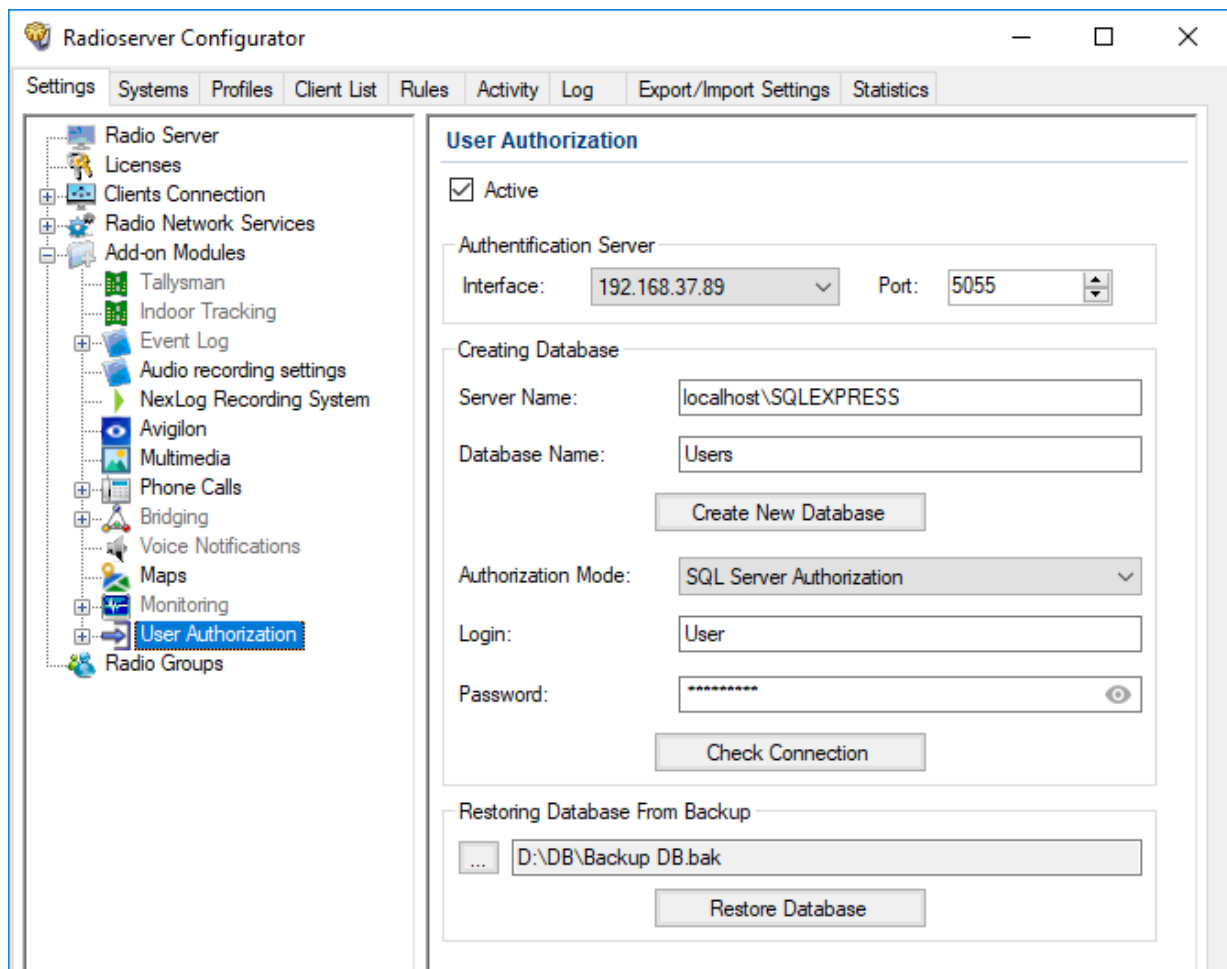 Radioserver Configurator
Settings Systems Profiles Client List Rules Activity Log Export/Import Settings Statistics
Radio Server
Licenses
Clients Connection
Radio Network Services
Add-on Modules
Tallysman
Indoor Tracking
Event Log
Audio recording settings
NexLog Recording System
Avigilon
Multimedia
Phone Calls
Bridging
Voice Notifications
Maps
Monitoring
User Authorization
Radio Groups
User Authorization
Active
Authentification Server
Interface: 192.168.37.89 Port: 5055
Creating Database
Server Name: localhost\SQLEXPRESS
Database Name: Users
Create New Database
Authorization Mode: SQL Server Authorization
Login: User
Password: *********
Check Connection
Restoring Database From Backup
... D:\DB\Backup DB.bak
Restore Database